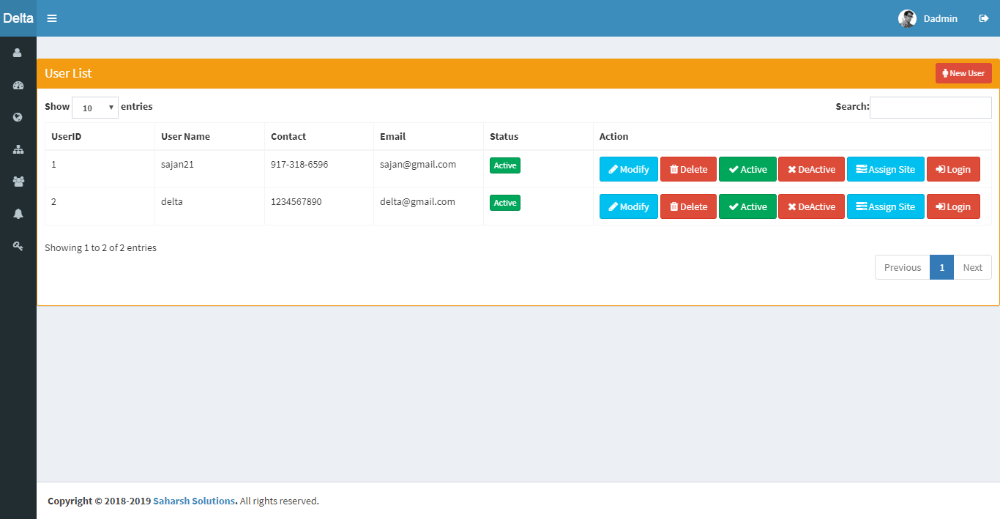 Delta Dadmin
User List New User
Show 10 entries Search:
UserID User Name Contact Email Status Action
1 sajan21 917-318-6596 sajan@gmail.com Active Modify Delete Active DeActive Assign Site Login
2 delta 1234567890 delta@gmail.com Active Modify Delete Active DeActive Assign Site Login
Showing 1 to 2 of 2 entries
Previous 1 Next
Copyright © 2018-2019 Saharsh Solutions. All rights reserved.